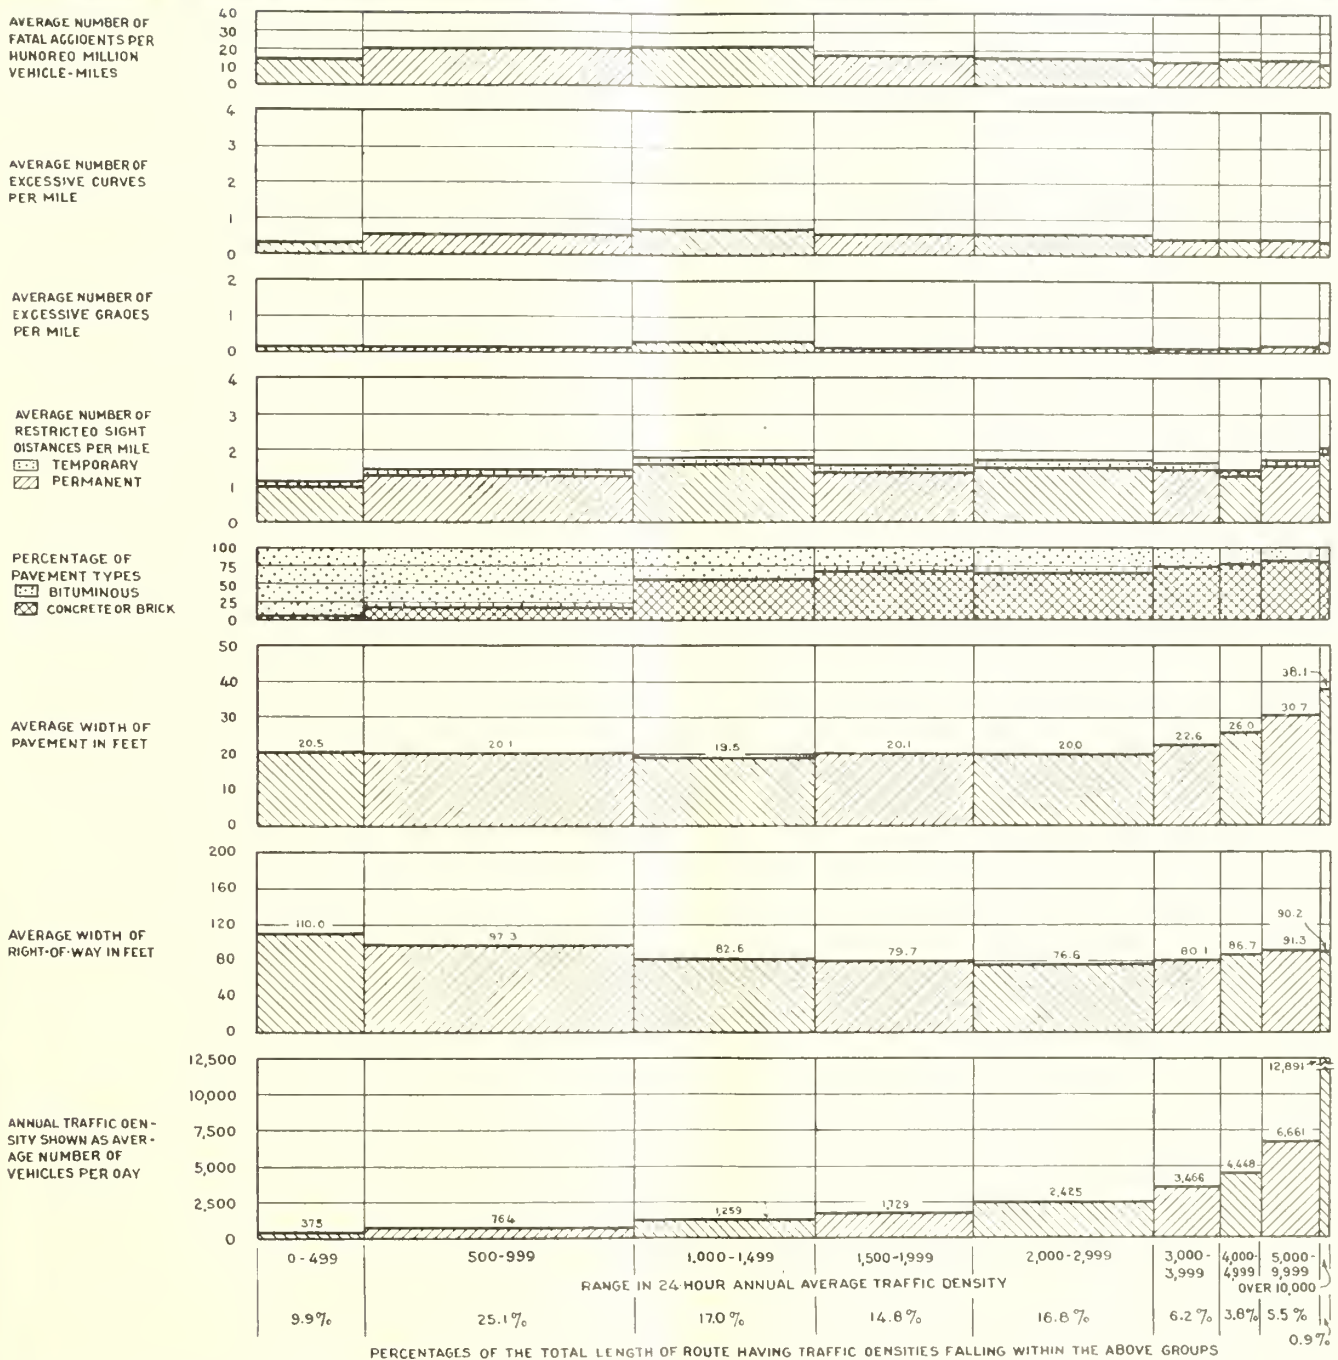 AVERAGE NUMBER OF
FATAL ACCIDENTS PER
HUNDRED MILLION
VEHICLE-MILES
40
30
20
10
0
AVERAGE NUMBER OF
EXCESSIVE CURVES
PER MILE
4
3
2
1
0
AVERAGE NUMBER OF
EXCESSIVE GRADES
PER MILE
2
1
0
AVERAGE NUMBER OF
RESTRICTED SIGHT
DISTANCES PER MILE
TEMPORARY
PERMANENT
4
3
2
1
0
PERCENTAGE OF
PAVEMENT TYPES
BITUMINOUS
CONCRETE OR BRICK
100
75
50
25
0
AVERAGE WIDTH OF
PAVEMENT IN FEET
50
40
30
20
10
0
20.5 20.1 19.5 20.1 20.0 22.6 26.0 30.7 38.1
AVERAGE WIDTH OF
RIGHT-OF-WAY IN FEET
200
160
120
80
40
0
110.0 97.3 82.6 79.7 76.6 80.1 86.7 91.3 90.2
ANNUAL TRAFFIC DEN-
SITY SHOWN AS AVER-
AGE NUMBER OF
VEHICLES PER DAY
12,500
10,000
7,500
5,000
2,500
0
375 764 1,259 1,729 2,425 3,466 4,448 6,661 12,891
0-499 500-999 1,000-1,499 1,500-1,999 2,000-2,999 3,000-3,999 4,000-4,999 5,000-9,999
OVER 10,000
RANGE IN 24-HOUR ANNUAL AVERAGE TRAFFIC DENSITY
9.9% 25.1% 17.0% 14.8% 16.8% 6.2% 3.8% 5.5% 0.9%
PERCENTAGES OF THE TOTAL LENGTH OF ROUTE HAVING TRAFFIC DENSITIES FALLING WITHIN THE ABOVE GROUPS